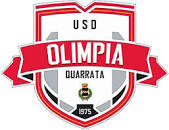 USD
OLIMPIA
QUARRATA
1975